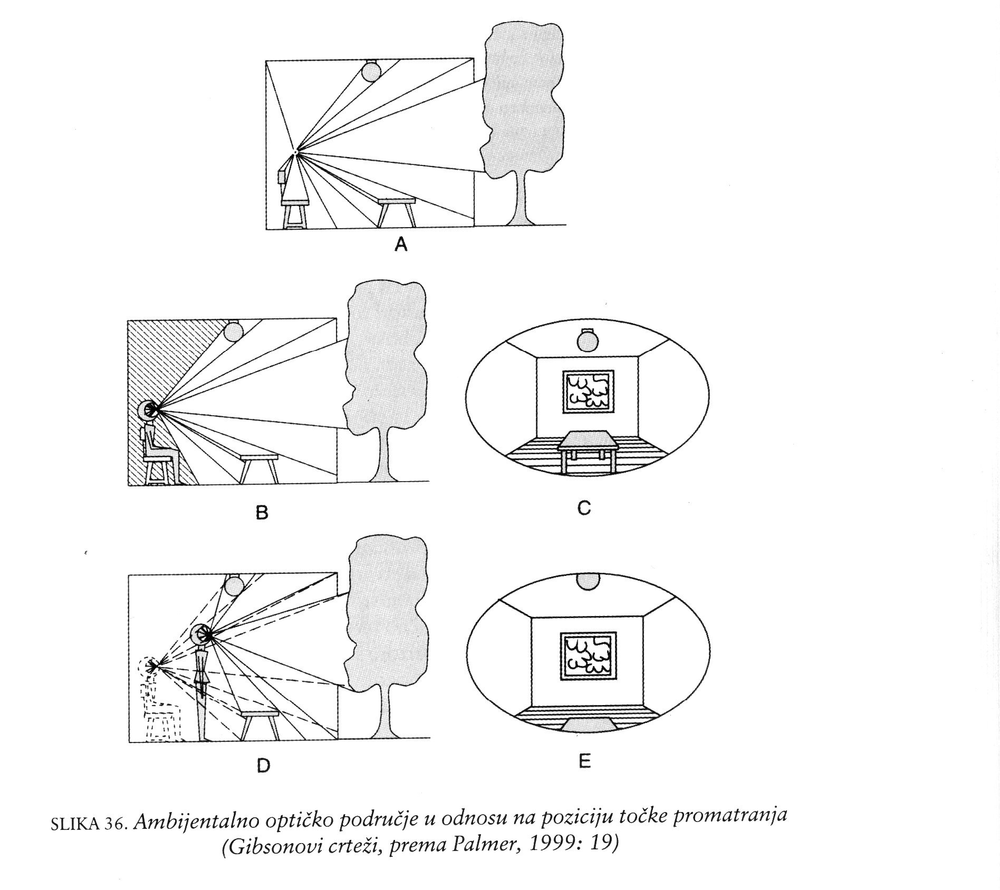 A
B
C
D
E
SLIKA 36. Ambijentalno optičko područje u odnosu na poziciju točke promatranja
(Gibsonovi crteži, prema Palmer, 1999: 19)